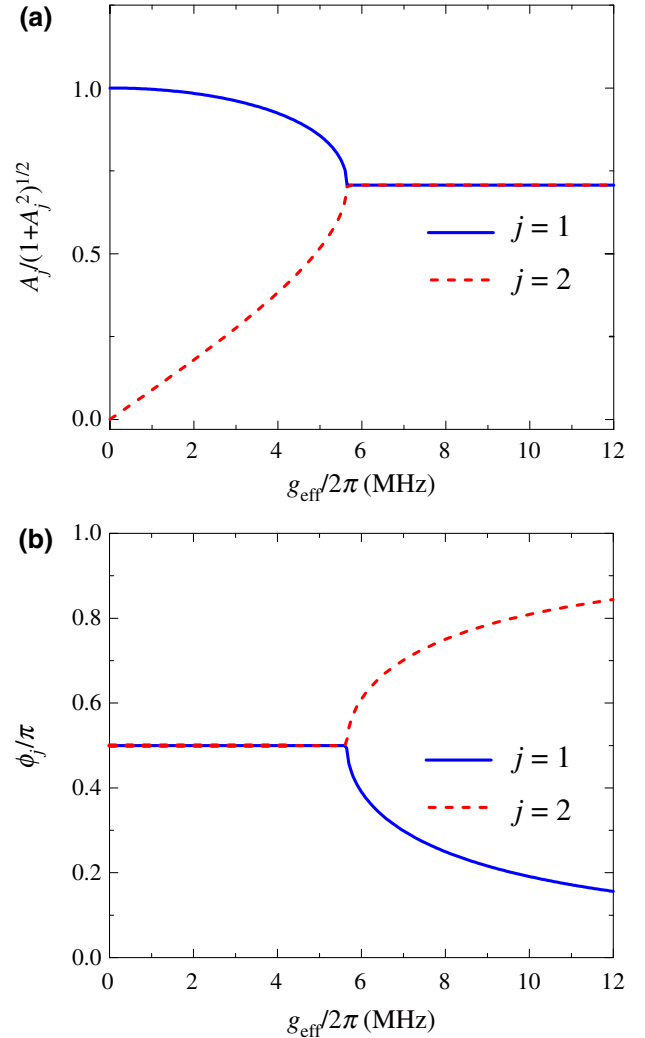 (a)
1.0
0.5
0.0
A_j/(1+A_j^2)^{1/2}
j = 1
j = 2
0 2 4 6 8 10 12
g_eff/2π (MHz)
(b)
1.0
0.8
0.6
0.4
0.2
0.0
ϕ_j/π
j = 1
j = 2
0 2 4 6 8 10 12
g_eff/2π (MHz)